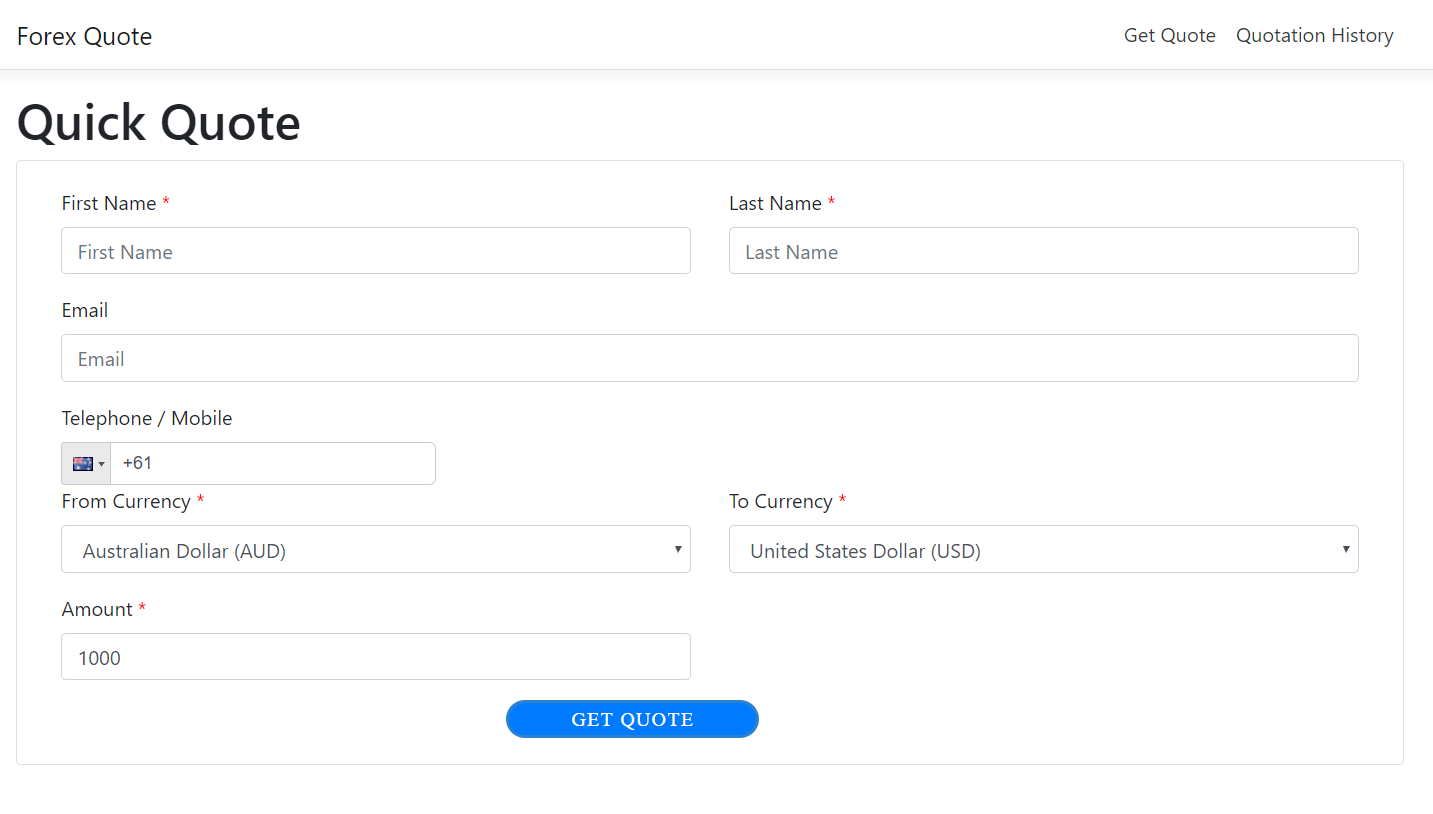 Forex Quote Get Quote Quotation History
Quick Quote
First Name * Last Name *
First Name Last Name
Email
Email
Telephone / Mobile
+61
From Currency * To Currency *
Australian Dollar (AUD) United States Dollar (USD)
Amount *
1000
GET QUOTE